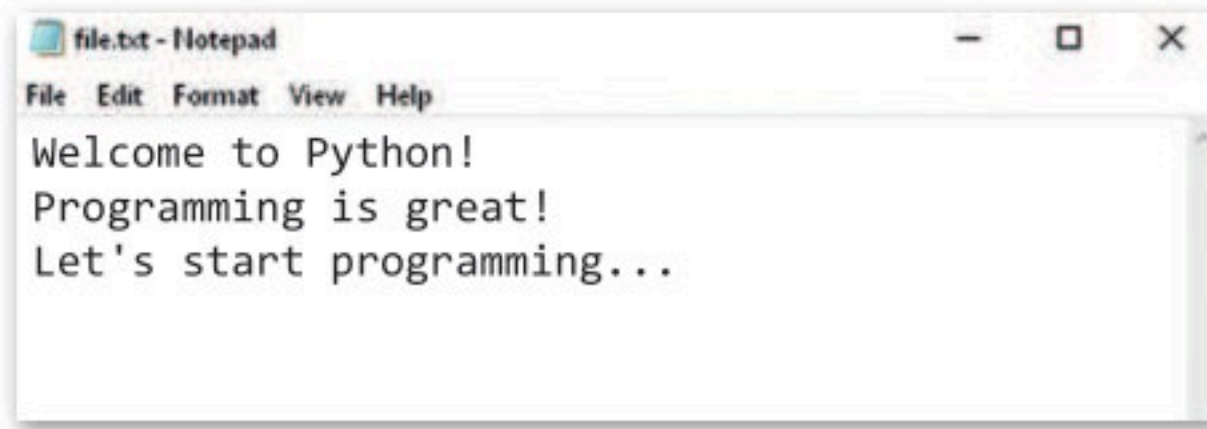 file.txt - Notepad
File Edit Format View Help
Welcome to Python!
Programming is great!
Let's start programming...